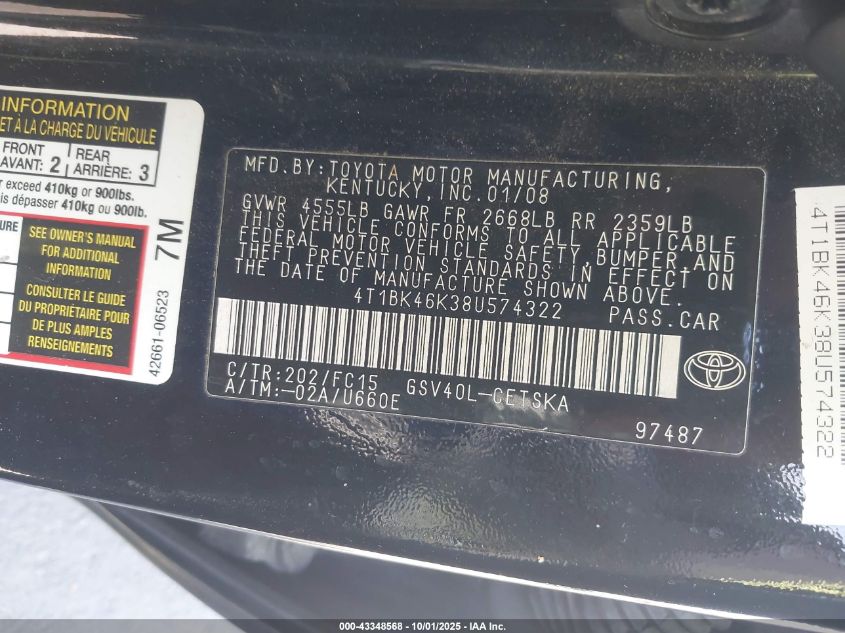 INFORMATION
ET À LA CHARGE DU VÉHICULE
FRONT
AVANT: 2
REAR
ARRIÈRE: 3
exceed 410kg or 900lbs.
dépasser 410kg ou 900lb.
SEE OWNER'S MANUAL
FOR ADDITIONAL
INFORMATION
CONSULTER LE GUIDE
DU PROPRIÉTAIRE POUR
DE PLUS AMPLES
RENSEIGNEMENTS
7M
42661-06523
MFD.BY:TOYOTA MOTOR MANUFACTURING,
KENTUCKY,INC.01/08
GVWR 4555LB GAWR FR 2668LB RR 2359LB
THIS VEHICLE CONFORMS TO ALL APPLICABLE
FEDERAL MOTOR VEHICLE SAFETY,BUMPER,AND
THEFT PREVENTION STANDARDS IN EFFECT ON
THE DATE OF MANUFACTURE SHOWN ABOVE.
4T1BK46K38U574322 PASS.CAR
C/TR:202/FC15 GSV40L-CETSKA
A/TM:-02A/U660E
97487
4T1BK46K38U574322
000-43348568 - 10/01/2025 - IAA Inc.